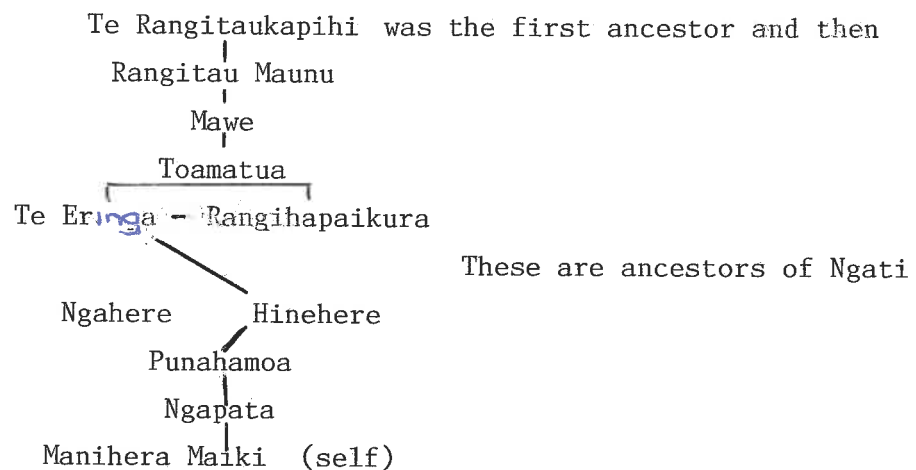 Te Rangitaukapihi was the first ancestor and then
Rangitau Maunu
Mawe
Toamatua
Te Eringa - Rangihapaikura
These are ancestors of Ngati
Ngahere Hinehere
Punahamoa
Ngapata
Manihera Maiki (self)